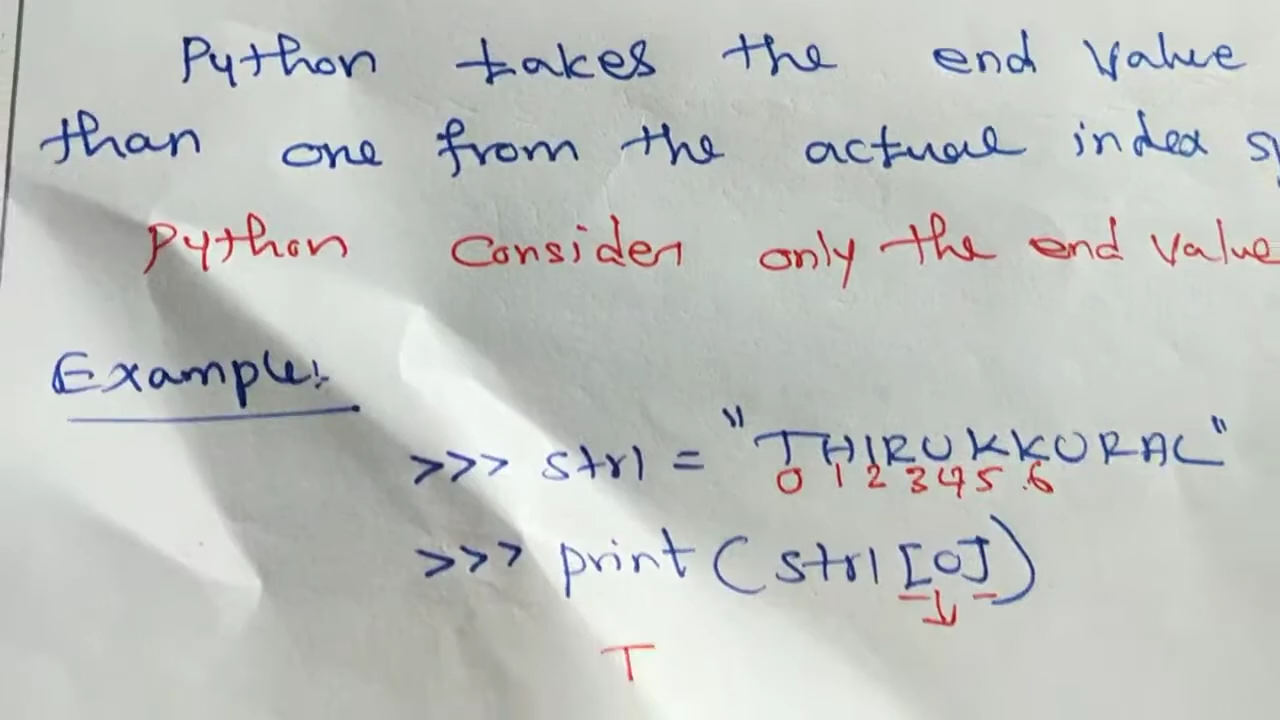 Python takes the end value
than one from the actual index
Python Consider only the end value
Example:
>>> str1 = "THIRUKKURAL"
0 1 2 3 4 5 6
>>> print (str1 [0])
T